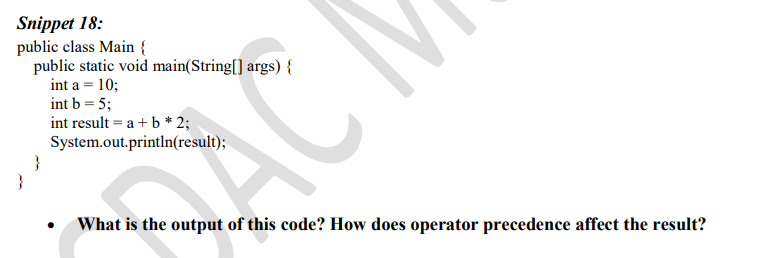 Snippet 18:
public class Main {
public static void main(String[] args) {
int a = 10;
int b = 5;
int result = a + b * 2;
System.out.println(result);
}
}
• What is the output of this code? How does operator precedence affect the result?
CDAC M